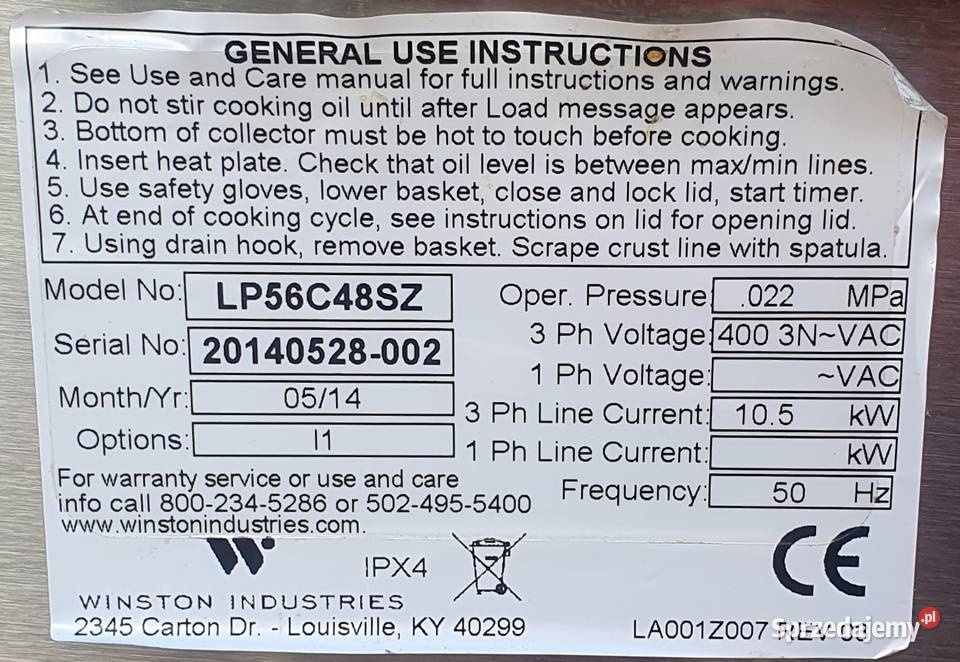 GENERAL USE INSTRUCTIONS
1. See Use and Care manual for full instructions and warnings.
2. Do not stir cooking oil until after Load message appears.
3. Bottom of collector must be hot to touch before cooking.
4. Insert heat plate. Check that oil level is between max/min lines.
5. Use safety gloves, lower basket, close and lock lid, start timer.
6. At end of cooking cycle, see instructions on lid for opening lid.
7. Using drain hook, remove basket. Scrape crust line with spatula.
Model No: LP56C48SZ
Serial No: 20140528-002
Month/Yr: 05/14
Options: I1
Oper. Pressure: .022 MPa
3 Ph Voltage: 400 3N~VAC
1 Ph Voltage: ~VAC
3 Ph Line Current: 10.5 kW
1 Ph Line Current: kW
Frequency: 50 Hz
For warranty service or use and care
info call 800-234-5286 or 502-495-5400
www.winstonindustries.com.
IPX4
CE
WINSTON INDUSTRIES
2345 Carton Dr. - Louisville, KY 40299
LA001Z007
Sprzedajemy.pl